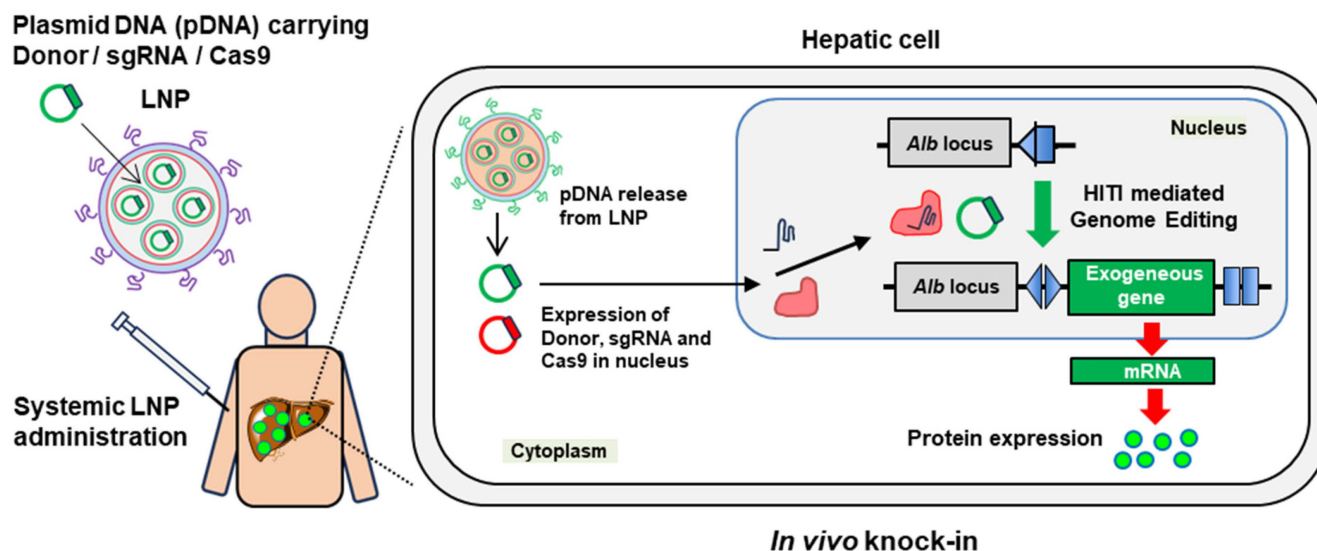 Plasmid DNA (pDNA) carrying
Donor / sgRNA / Cas9
LNP
Systemic LNP
administration
Hepatic cell
pDNA release
from LNP
Expression of
Donor, sgRNA and
Cas9 in nucleus
Cytoplasm
Nucleus
Alb locus
HITI mediated
Genome Editing
Alb locus
Exogeneous
gene
mRNA
Protein expression
In vivo knock-in